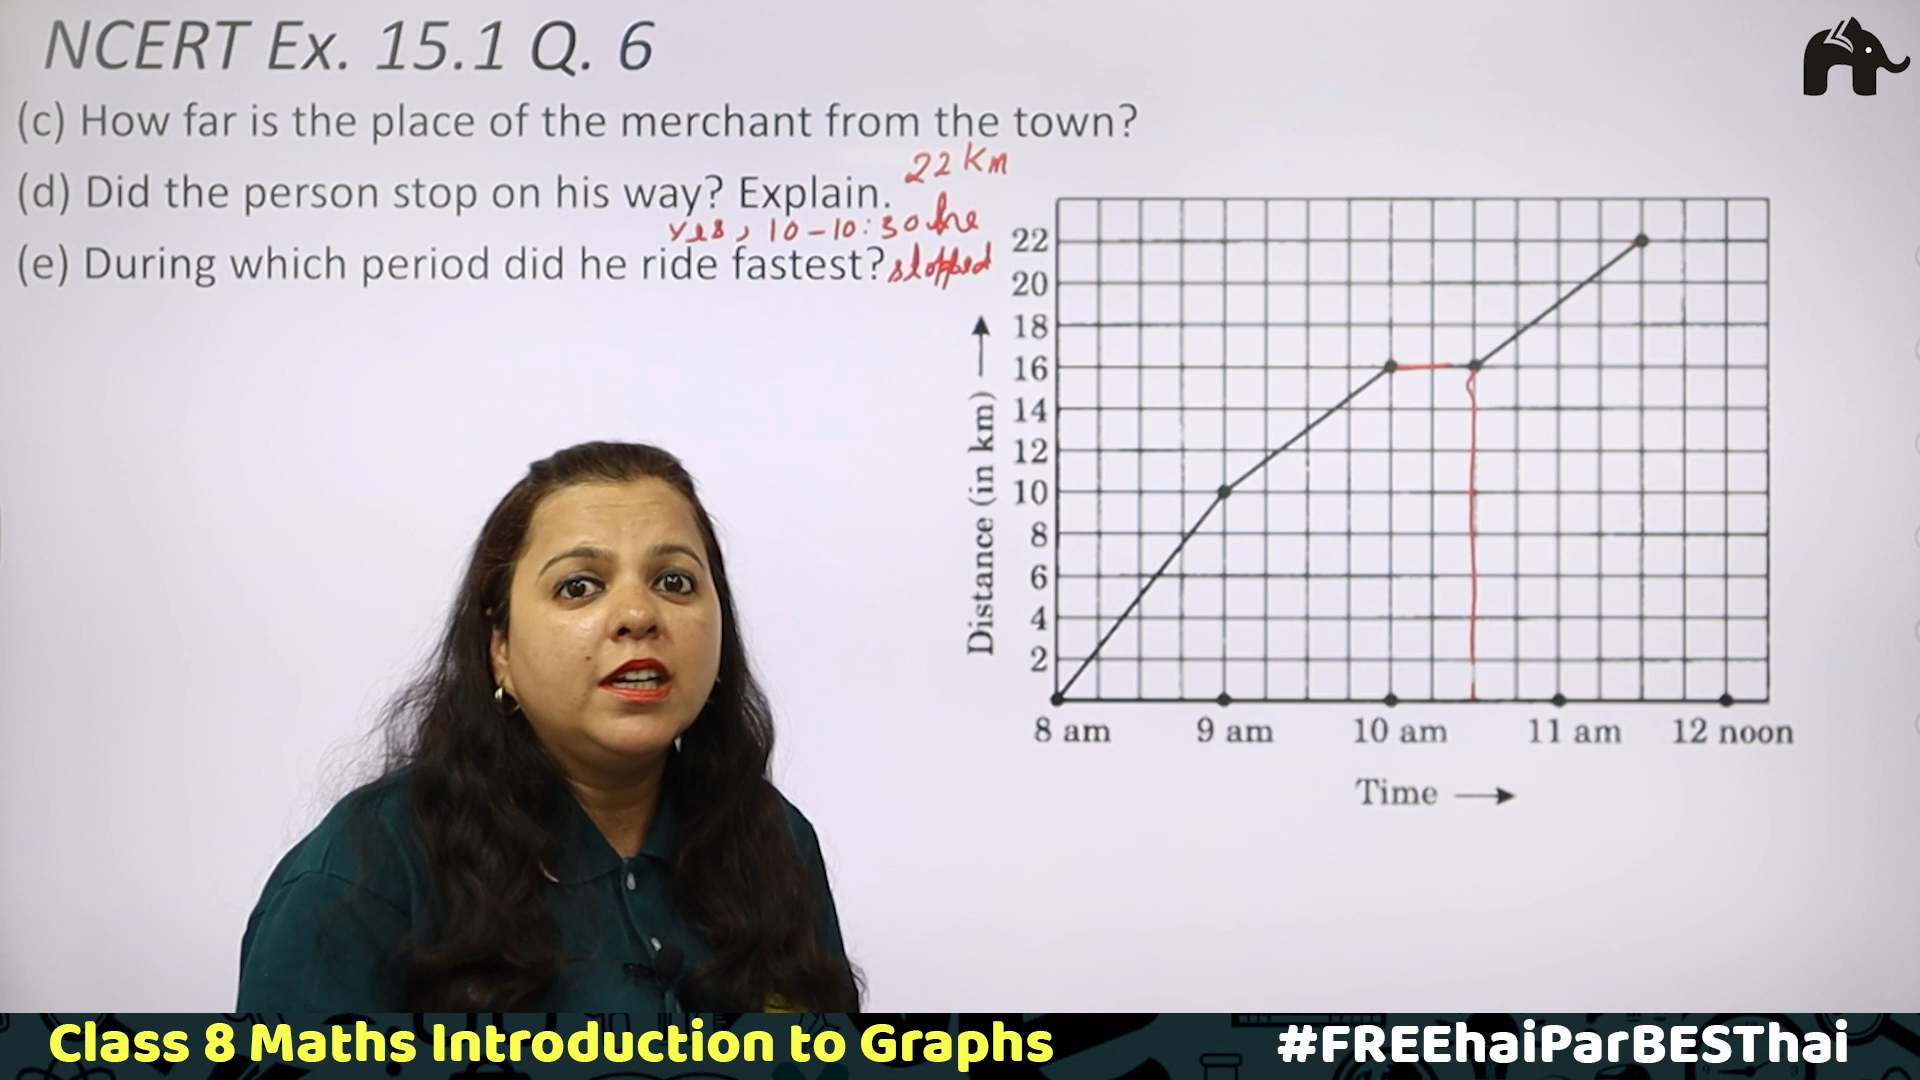 NCERT Ex. 15.1 Q. 6
(c) How far is the place of the merchant from the town?
22 Km
(d) Did the person stop on his way? Explain.
Yes, 10-10:30 he
stopped
(e) During which period did he ride fastest?
22
20
18
16
14
12
10
8
6
4
2
Distance (in km)
8 am 9 am 10 am 11 am 12 noon
Time
Class 8 Maths Introduction to Graphs
#FREEhaiParBESThai